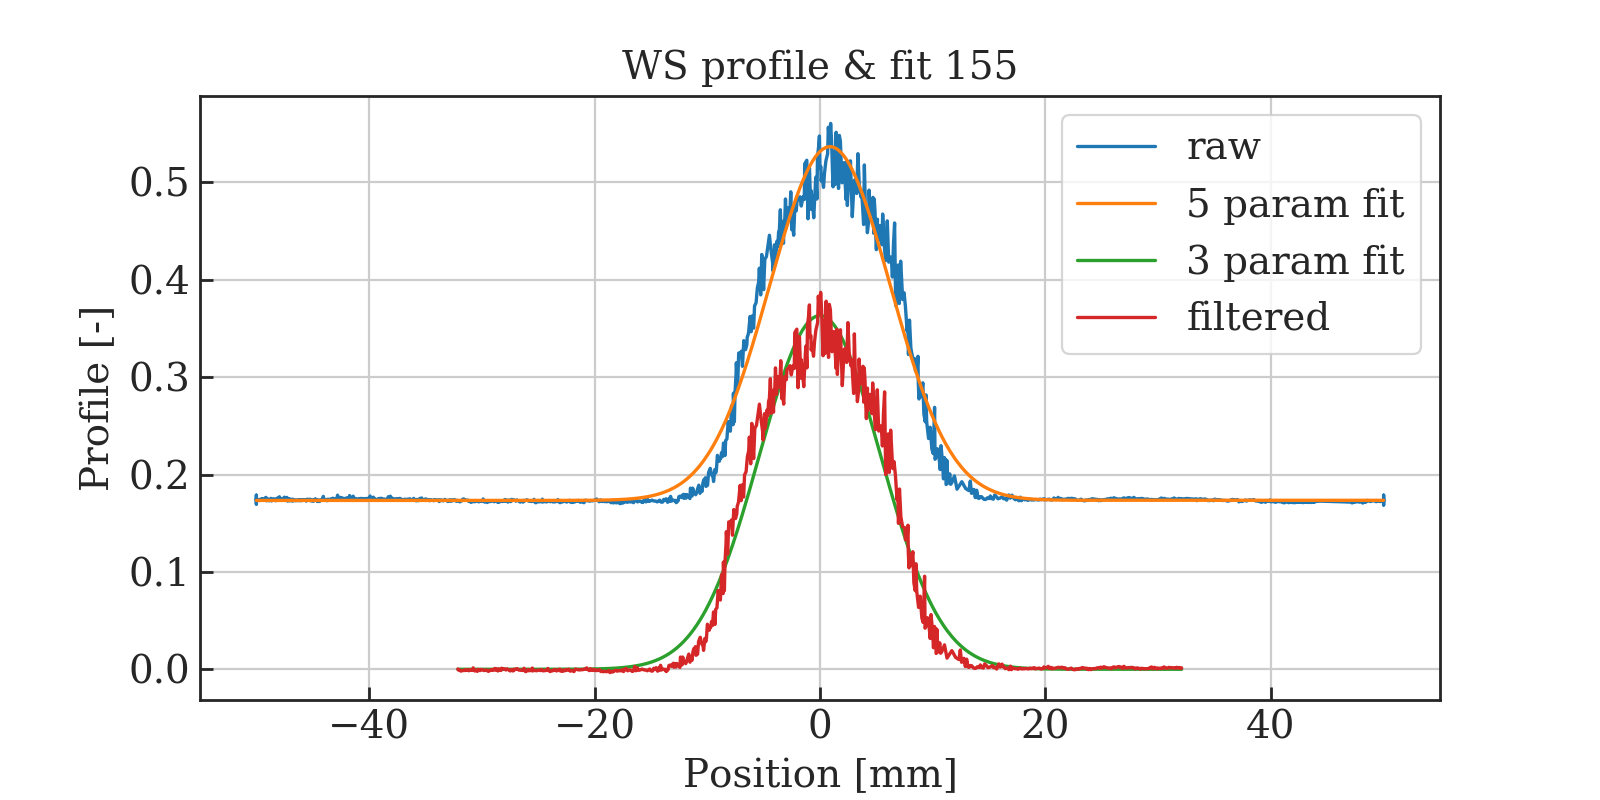 WS profile & fit 155
raw
5 param fit
3 param fit
filtered
Profile [-]
0.5
0.4
0.3
0.2
0.1
0.0
−40
−20
0
20
40
Position [mm]